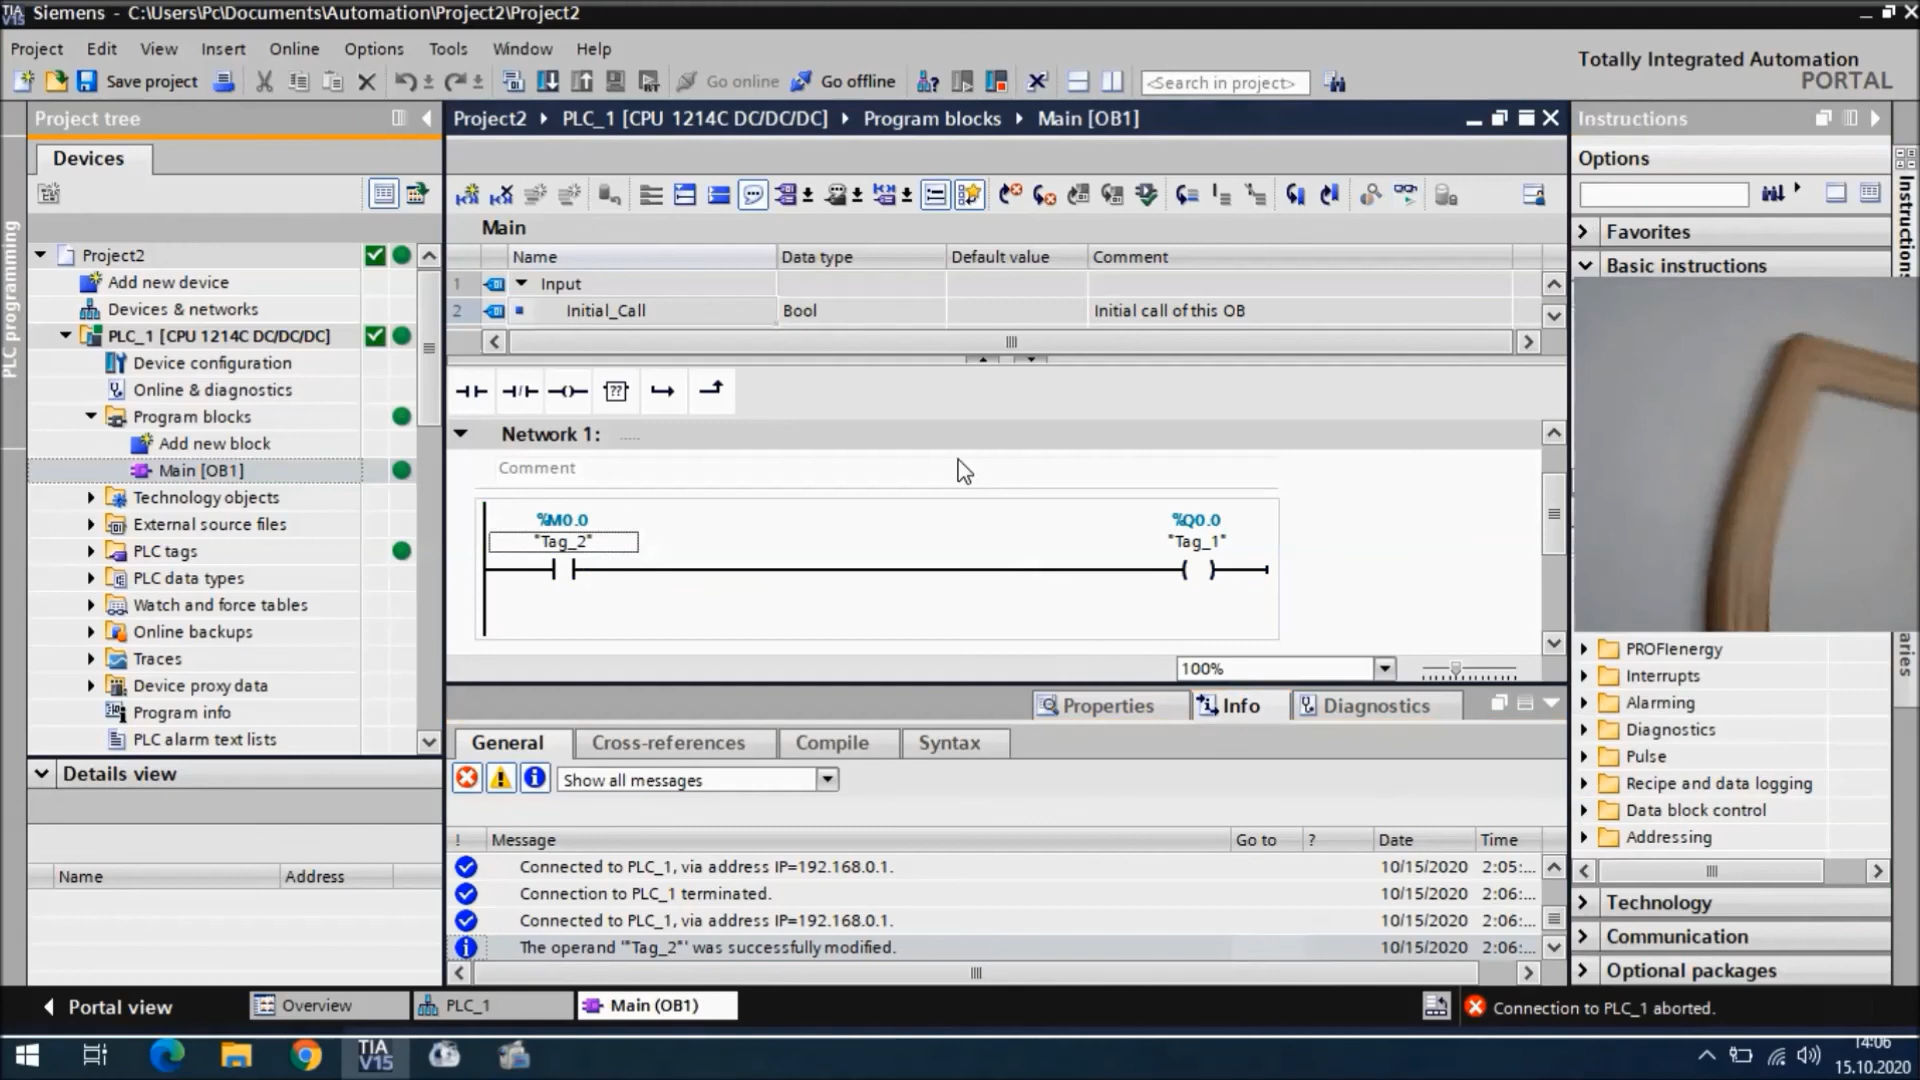 TIA V15 Siemens - C:\Users\Pc\Documents\Automation\Project2\Project2
Project Edit View Insert Online Options Tools Window Help
Totally Integrated Automation
PORTAL
Save project
Go online
Go offline
<Search in project>
Project tree
Devices
Project2
Add new device
Devices & networks
PLC_1 [CPU 1214C DC/DC/DC]
Device configuration
Online & diagnostics
Program blocks
Add new block
Main [OB1]
Technology objects
External source files
PLC tags
PLC data types
Watch and force tables
Online backups
Traces
Device proxy data
Program info
PLC alarm text lists
Details view
Name Address
PLC programming
Project2 PLC_1 [CPU 1214C DC/DC/DC] Program blocks Main [OB1]
Main
Name Data type Default value Comment
1 Input
2 Initial_Call Bool Initial call of this OB
??
Network 1: .....
Comment
%M0.0
"Tag_2"
%Q0.0
"Tag_1"
100%
Properties Info Diagnostics
General Cross-references Compile Syntax
Show all messages
! Message Go to ? Date Time
Connected to PLC_1, via address IP=192.168.0.1. 10/15/2020 2:05:...
Connection to PLC_1 terminated. 10/15/2020 2:06:...
Connected to PLC_1, via address IP=192.168.0.1. 10/15/2020 2:06:...
The operand '"Tag_2"' was successfully modified. 10/15/2020 2:06:...
Instructions
Options
Favorites
Basic instructions
PROFIenergy
Interrupts
Alarming
Diagnostics
Pulse
Recipe and data logging
Data block control
Addressing
Technology
Communication
Optional packages
Instructions
Portal view Overview PLC_1 Main (OB1)
Connection to PLC_1 aborted.
TIA V15
14:06
15.10.2020